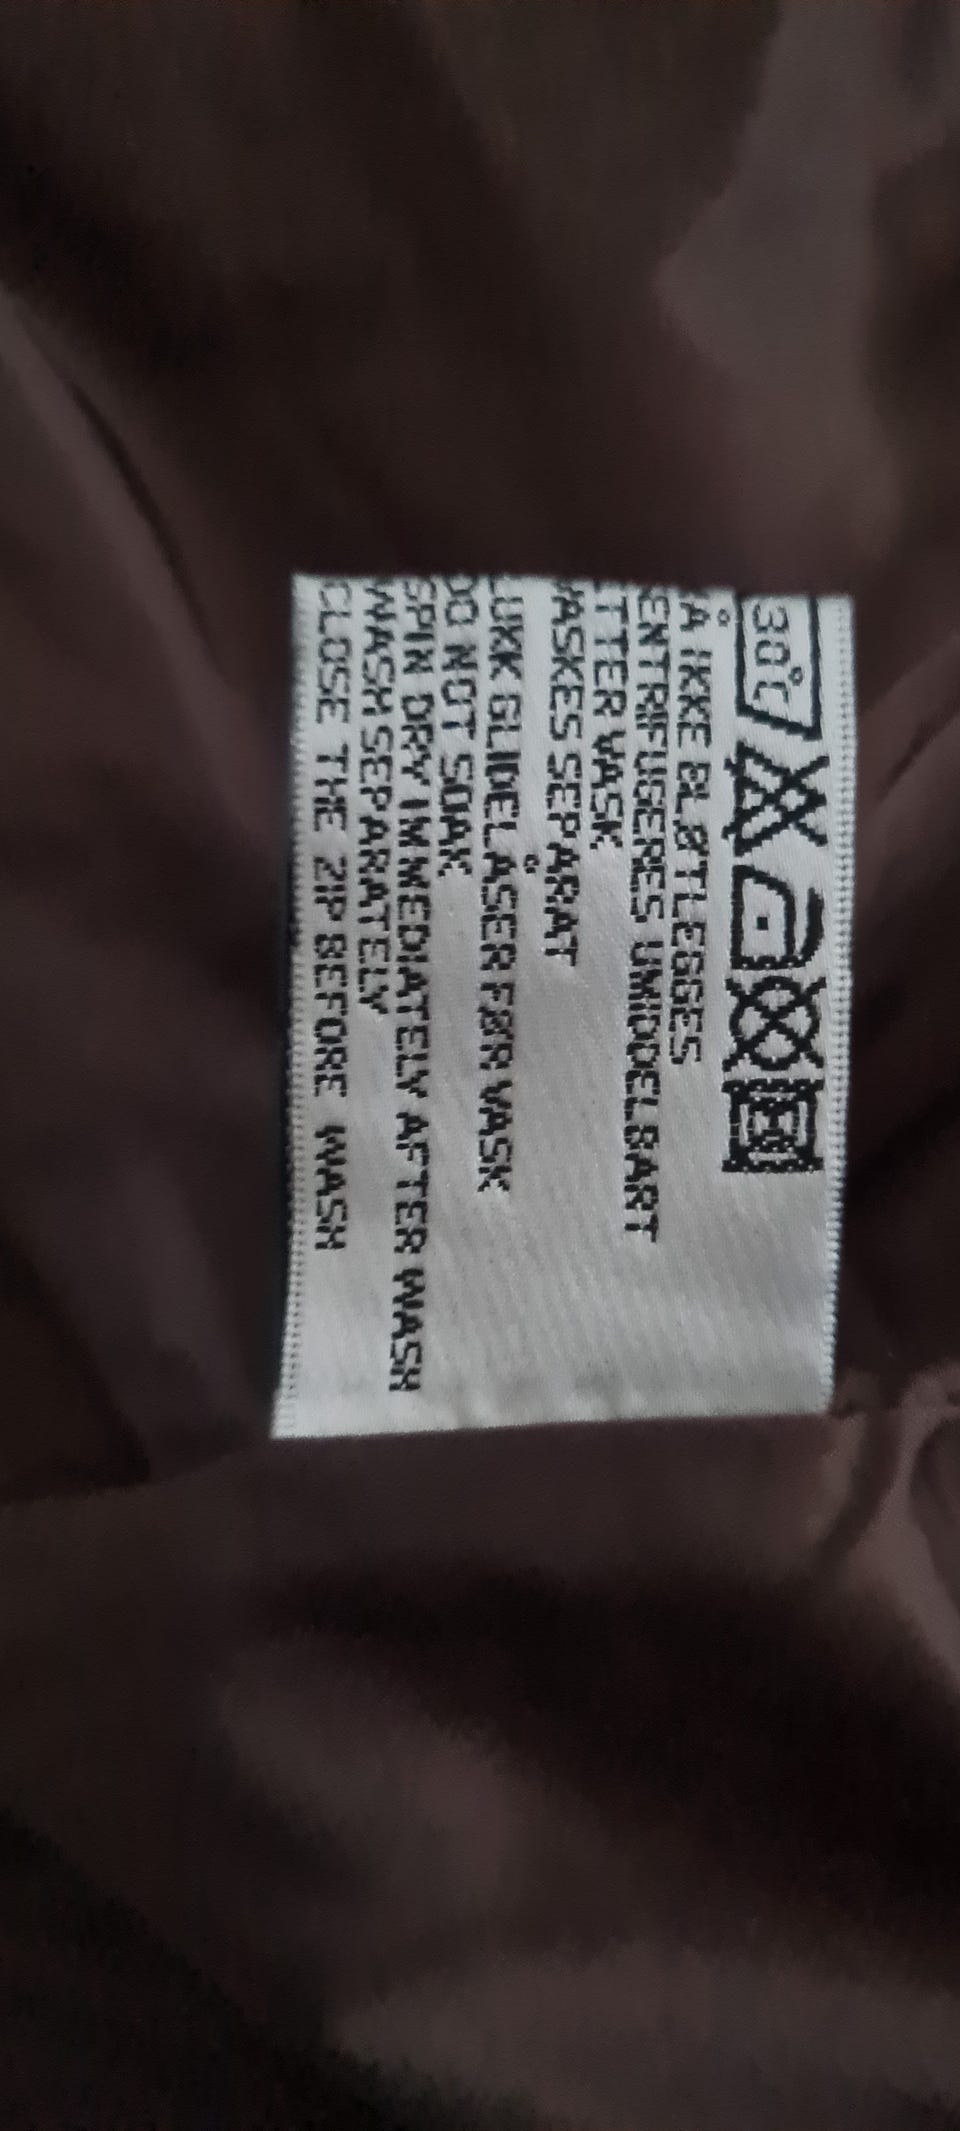 30°C
MÅ IKKE BLØTLEGGES
SENTRIFUGERES UMIDDELBART
ETTER VASK
VASKES SEPARAT
LUKK GLIDELÅSER FØR VASK
DO NOT SOAK
SPIN DRY IMMEDIATELY AFTER WASH
WASH SEPARATELY
CLOSE THE ZIP BEFORE WASH